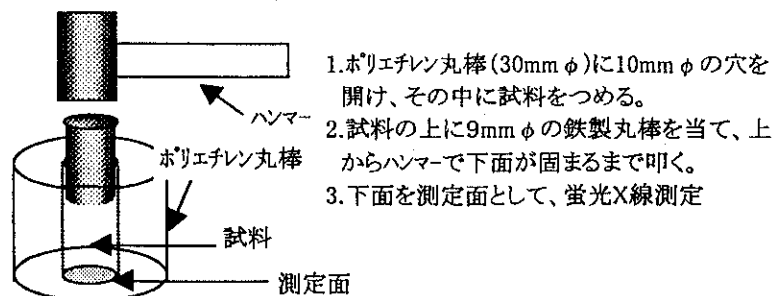 ハンマー
ポリエチレン丸棒
試料
測定面
1.ポリエチレン丸棒(30mmφ)に10mmφの穴を
開け、その中に試料をつめる。
2.試料の上に9mmφの鉄製丸棒を当て、上
からハンマーで下面が固まるまで叩く。
3.下面を測定面として、蛍光X線測定